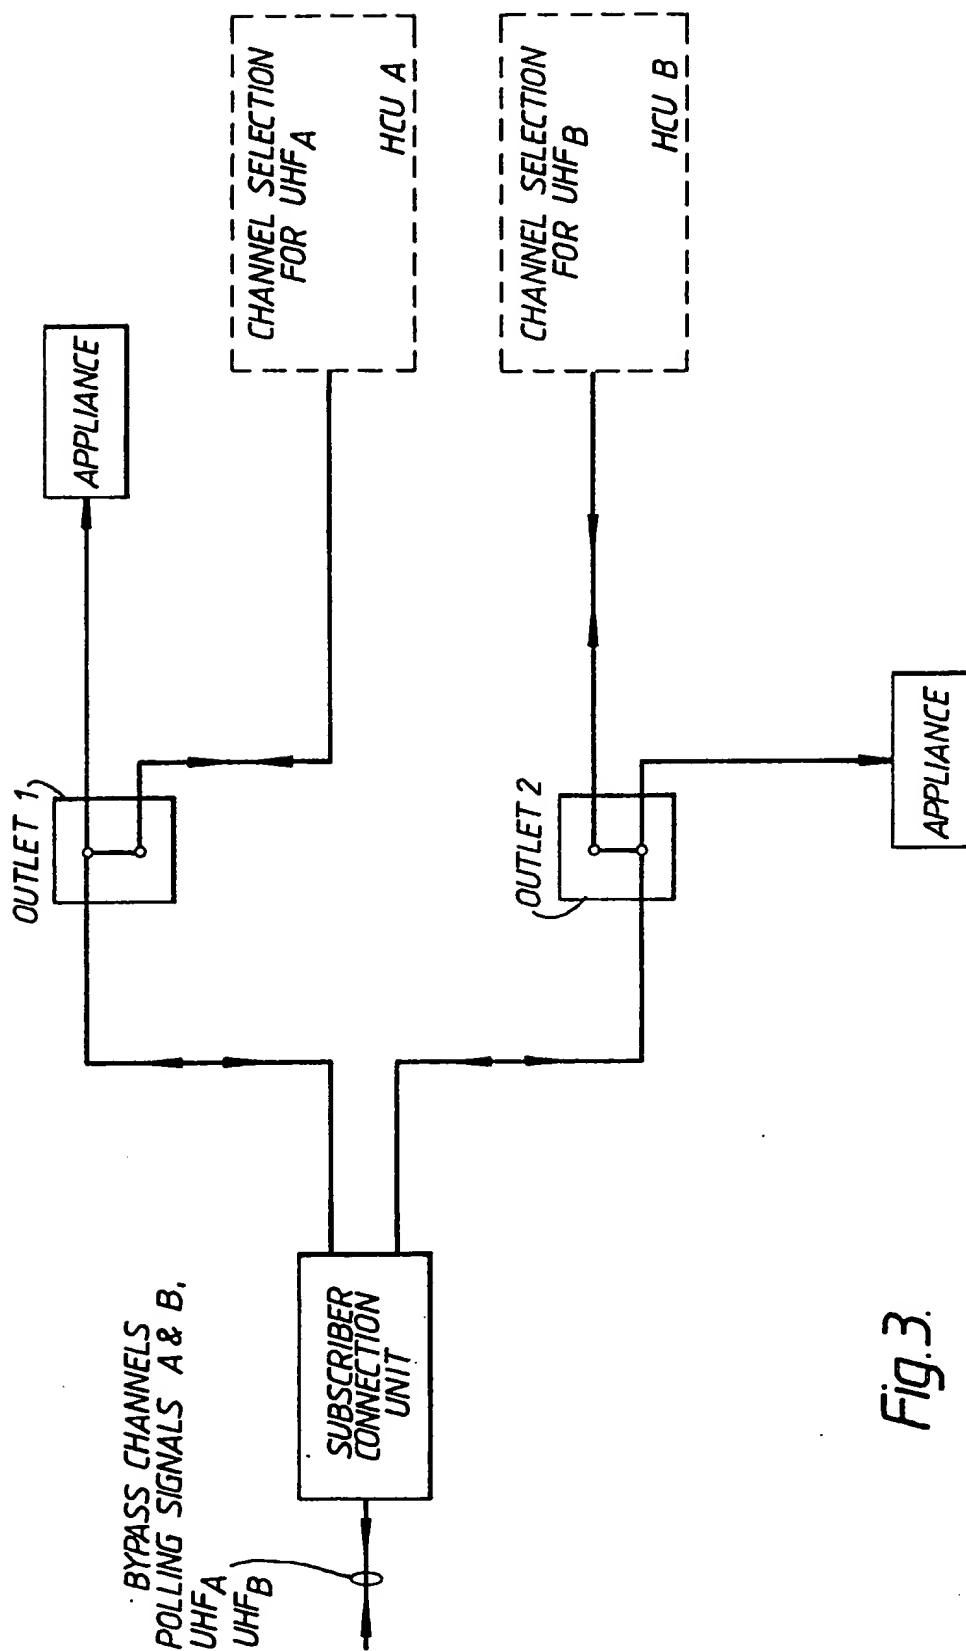 BYPASS CHANNELS
POLLING SIGNALS A & B,
UHFA
UHFB
SUBSCRIBER
CONNECTION
UNIT
OUTLET 1
OUTLET 2
APPLIANCE
CHANNEL SELECTION
FOR UHFA
HCU A
CHANNEL SELECTION
FOR UHFB
HCU B
APPLIANCE
Fig.3.